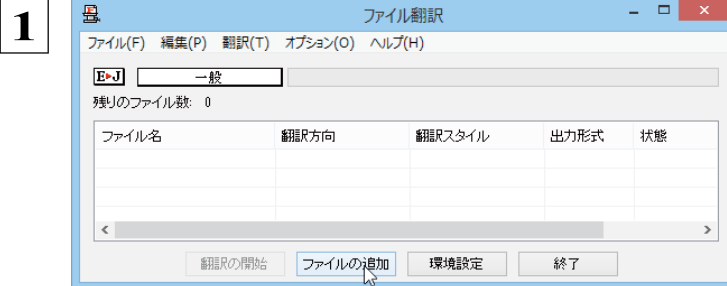 1
ファイル翻訳
ファイル(F) 編集(P) 翻訳(T) オプション(O) ヘルプ(H)
E▶J 一般
残りのファイル数: 0
ファイル名 翻訳方向 翻訳スタイル 出力形式 状態
翻訳の開始 ファイルの追加 環境設定 終了